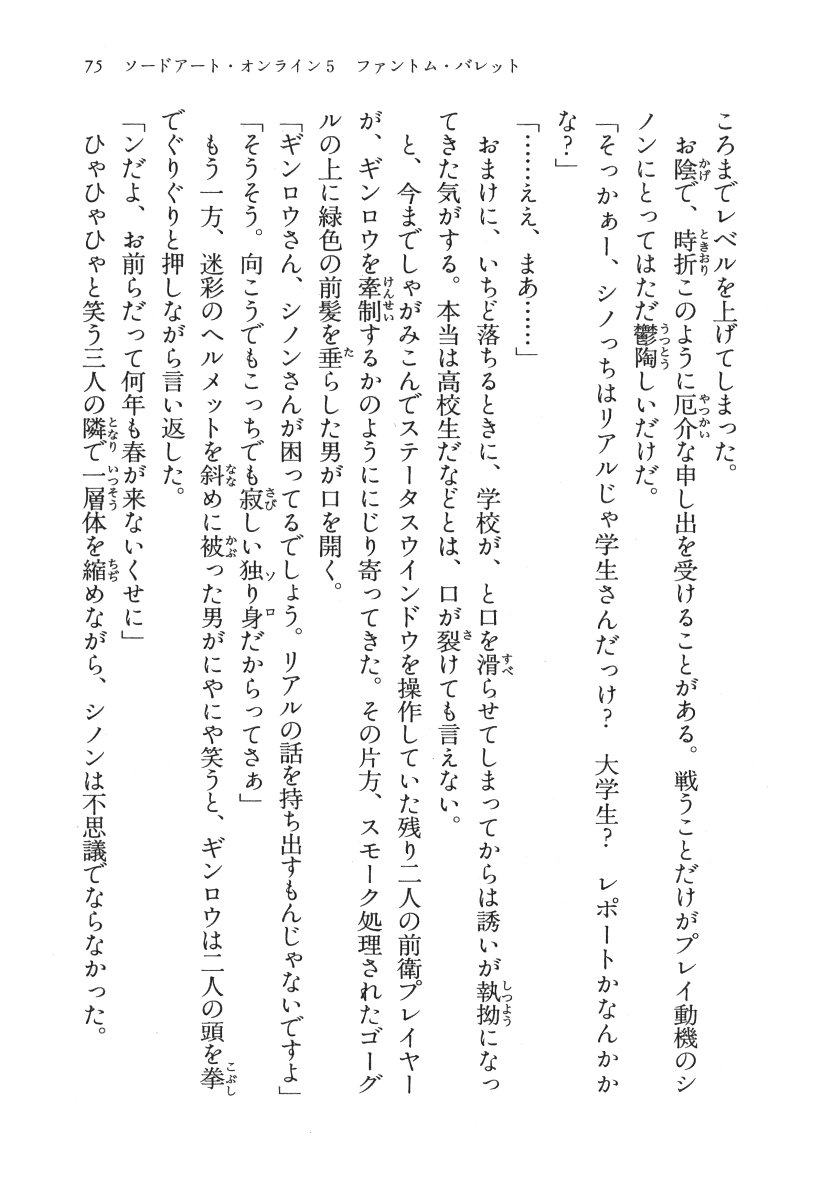 75 ソードアート・オンライン5 ファントム・バレット
ころまでレベルを上げてしまった。
お陰で、時折このように厄介な申し出を受けることがある。戦うことだけがプレイ動機のシ
ノンにとってはただ鬱陶しいだけだ。
「そっかぁー、シノっちはリアルじゃ学生さんだっけ? 大学生? レポートかなんかか
な?」
「……ええ、まあ……」
おまけに、いちど落ちるときに、学校が、と口を滑らせてしまってからは誘いが執拗になっ
てきた気がする。本当は高校生だなどとは、口が裂けても言えない。
と、今までしゃがみこんでステータスウインドウを操作していた残り二人の前衛プレイヤー
が、ギンロウを牽制するかのようににじり寄ってきた。その片方、スモーク処理されたゴーグ
ルの上に緑色の前髪を垂らした男が口を開く。
「ギンロウさん、シノンさんが困ってるでしょう。リアルの話を持ち出すもんじゃないですよ」
「そうそう。向こうでもこっちでも寂しい独り身だからってさぁ」
もう一方、迷彩のヘルメットを斜めに被った男がにやにや笑うと、ギンロウは二人の頭を拳
でぐりぐりと押しながら言い返した。
「ンだよ、お前らだって何年も春が来ないくせに」
ひゃひゃひゃと笑う三人の隣で一層体を縮めながら、シノンは不思議でならなかった。